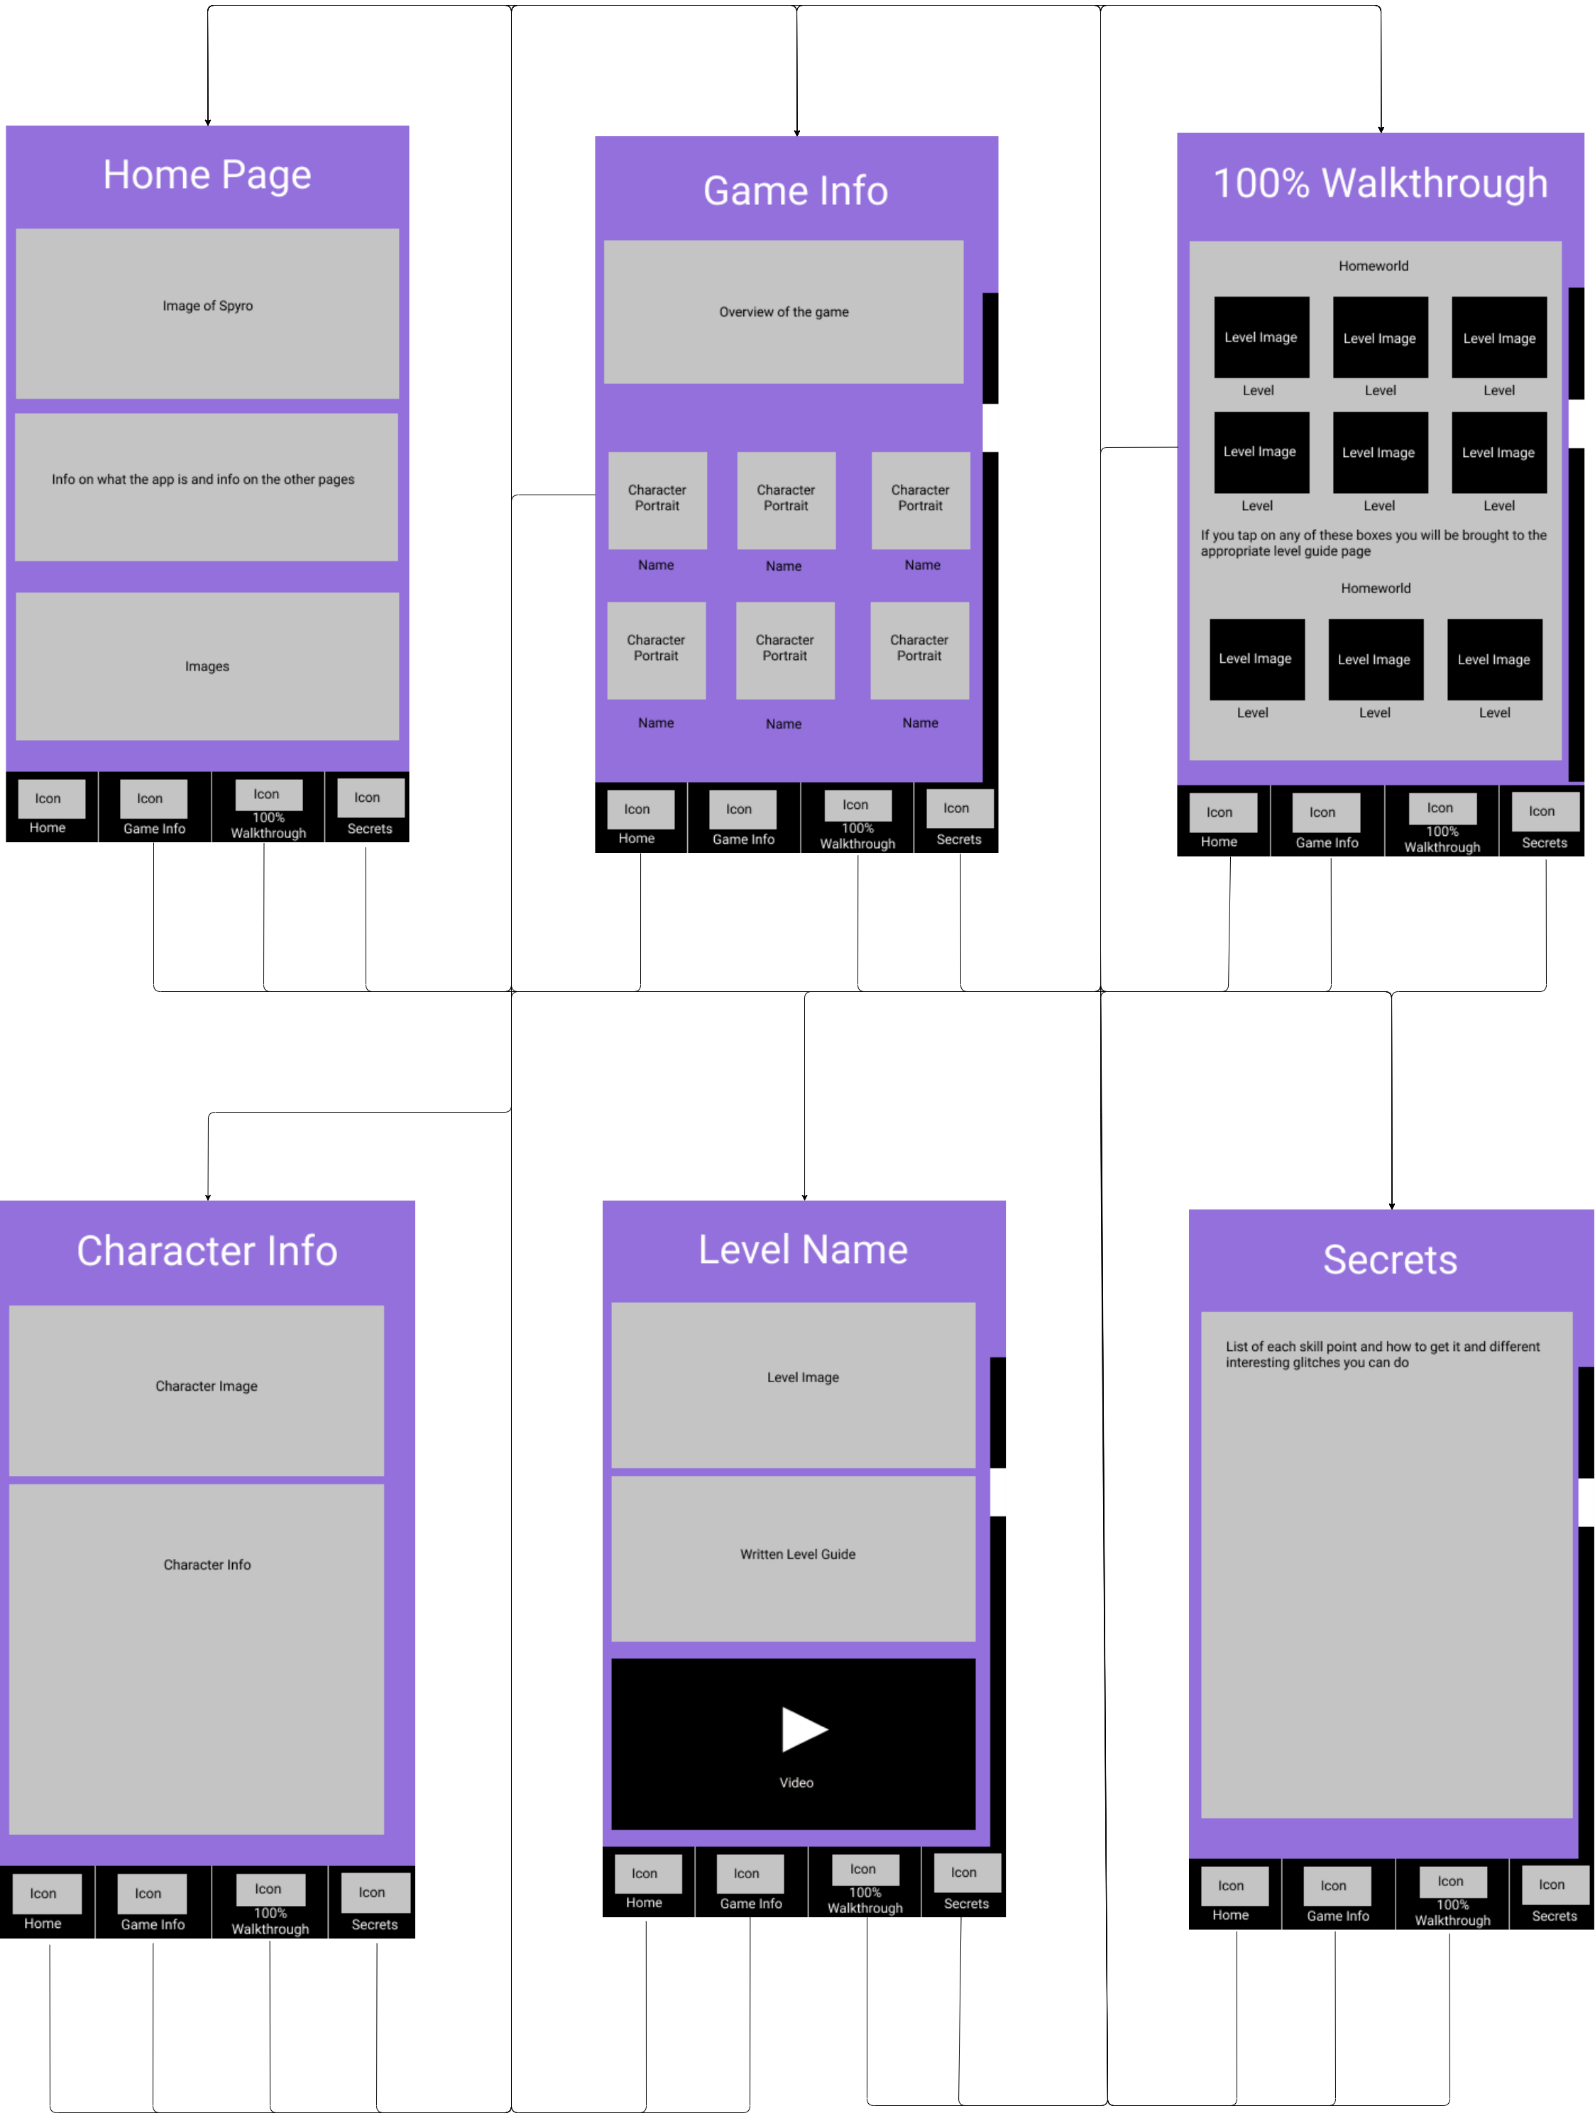 Home Page
Image of Spyro
Info on what the app is and info on the other pages
Images
Icon
Home
Icon
Game Info
Icon
100%
Walkthrough
Icon
Secrets
Game Info
Overview of the game
Character
Portrait
Name
Character
Portrait
Name
Character
Portrait
Name
Character
Portrait
Name
Character
Portrait
Name
Character
Portrait
Name
Icon
Home
Icon
Game Info
Icon
100%
Walkthrough
Icon
Secrets
100% Walkthrough
Homeworld
Level Image
Level
Level Image
Level
Level Image
Level
Level Image
Level
Level Image
Level
Level Image
Level
If you tap on any of these boxes you will be brought to the
appropriate level guide page
Homeworld
Level Image
Level
Level Image
Level
Level Image
Level
Icon
Home
Icon
Game Info
Icon
100%
Walkthrough
Icon
Secrets
Character Info
Character Image
Character Info
Icon
Home
Icon
Game Info
Icon
100%
Walkthrough
Icon
Secrets
Level Name
Level Image
Written Level Guide
Video
Icon
Home
Icon
Game Info
Icon
100%
Walkthrough
Icon
Secrets
Secrets
List of each skill point and how to get it and different
interesting glitches you can do
Icon
Home
Icon
Game Info
Icon
100%
Walkthrough
Icon
Secrets